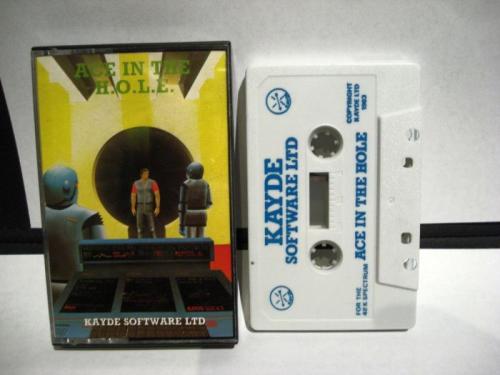 ACE IN THE
H.O.L.E.
KAYDE SOFTWARE LTD
KAYDE
SOFTWARE LTD
ACE IN THE HOLE
COPYRIGHT
KAYDE LTD
1983
FOR THE
48K SPECTRUM